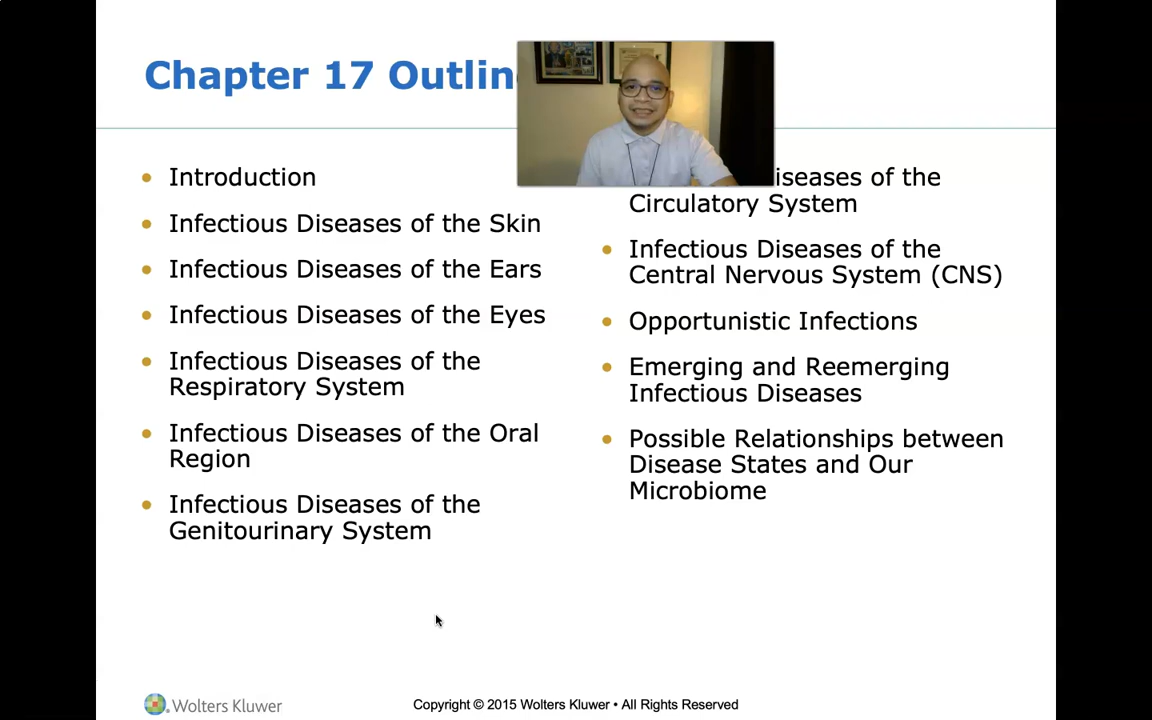 Chapter 17 Outlin
Introduction
Infectious Diseases of the Skin
Infectious Diseases of the Ears
Infectious Diseases of the Eyes
Infectious Diseases of the
Respiratory System
Infectious Diseases of the Oral
Region
Infectious Diseases of the
Genitourinary System
iseases of the
Circulatory System
Infectious Diseases of the
Central Nervous System (CNS)
Opportunistic Infections
Emerging and Reemerging
Infectious Diseases
Possible Relationships between
Disease States and Our
Microbiome
Wolters Kluwer
Copyright © 2015 Wolters Kluwer • All Rights Reserved